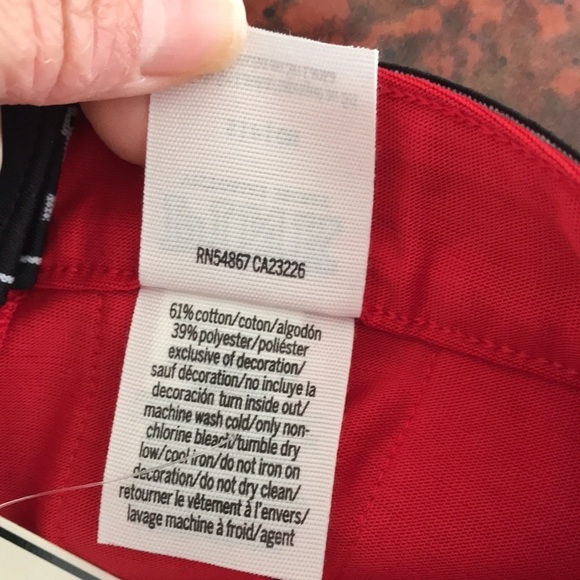 RN54867 CA23226
61% cotton/coton/algodón
39% polyester/poliéster
exclusive of decoration/
sauf décoration/no incluye la
decoración turn inside out/
machine wash cold/only non-
chlorine bleach/tumble dry
low/cool iron/do not iron on
decoration/do not dry clean/
retourner le vêtement à l'envers/
lavage machine à froid/agent